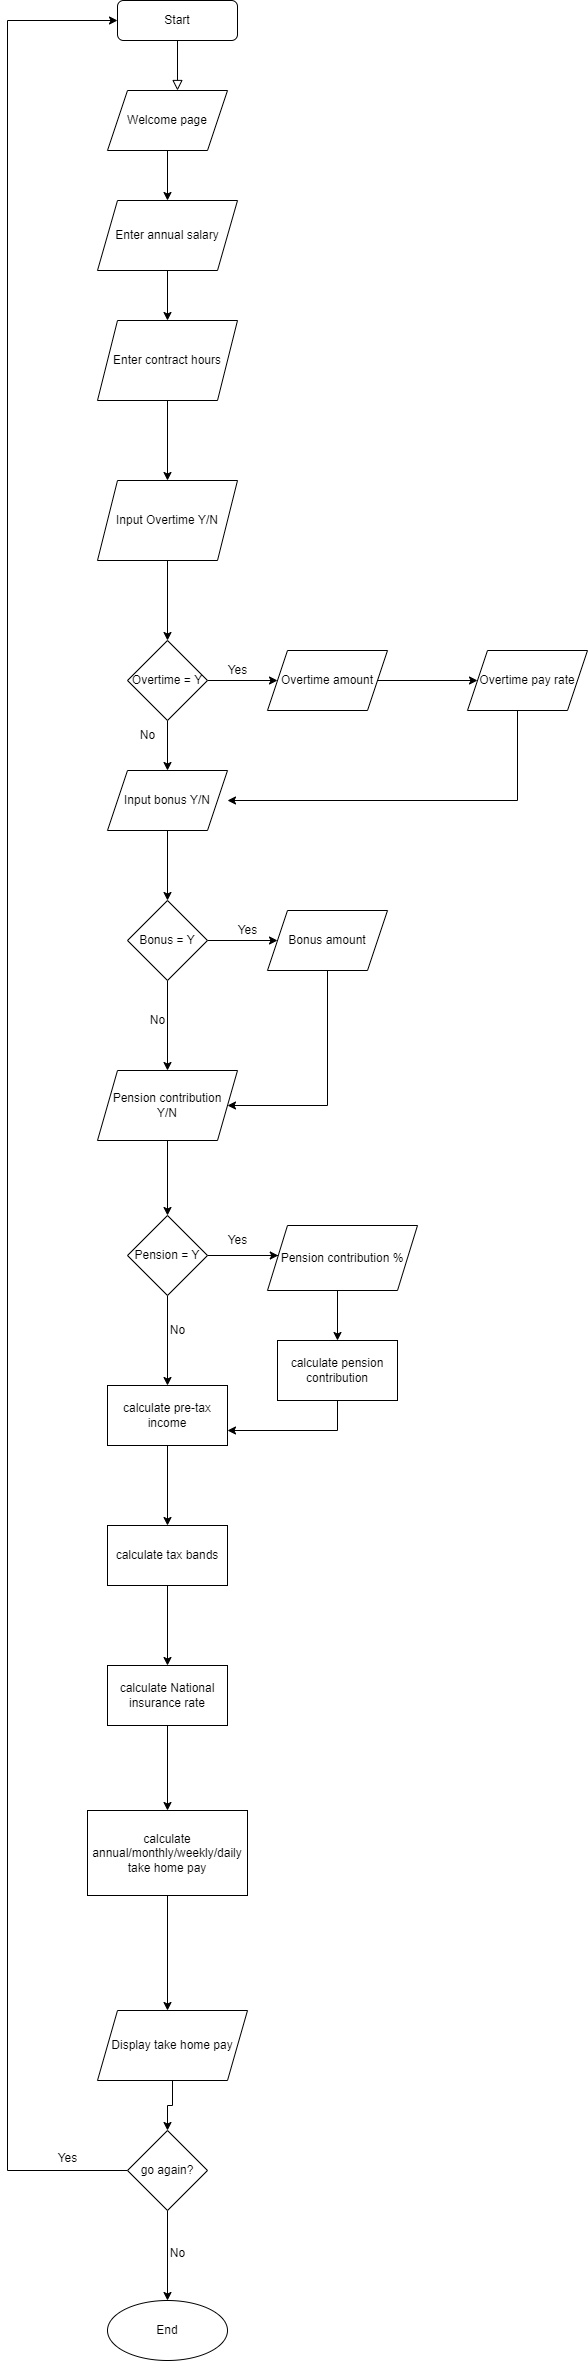 Start
Welcome page
Enter annual salary
Enter contract hours
Input Overtime Y/N
Overtime = Y
Yes
Overtime amount
Overtime pay rate
No
Input bonus Y/N
Bonus = Y
Yes
Bonus amount
No
Pension contribution
Y/N
Pension = Y
Yes
Pension contribution %
No
calculate pension
contribution
calculate pre-tax
income
calculate tax bands
calculate National
insurance rate
calculate
annual/monthly/weekly/daily
take home pay
Display take home pay
go again?
Yes
No
End